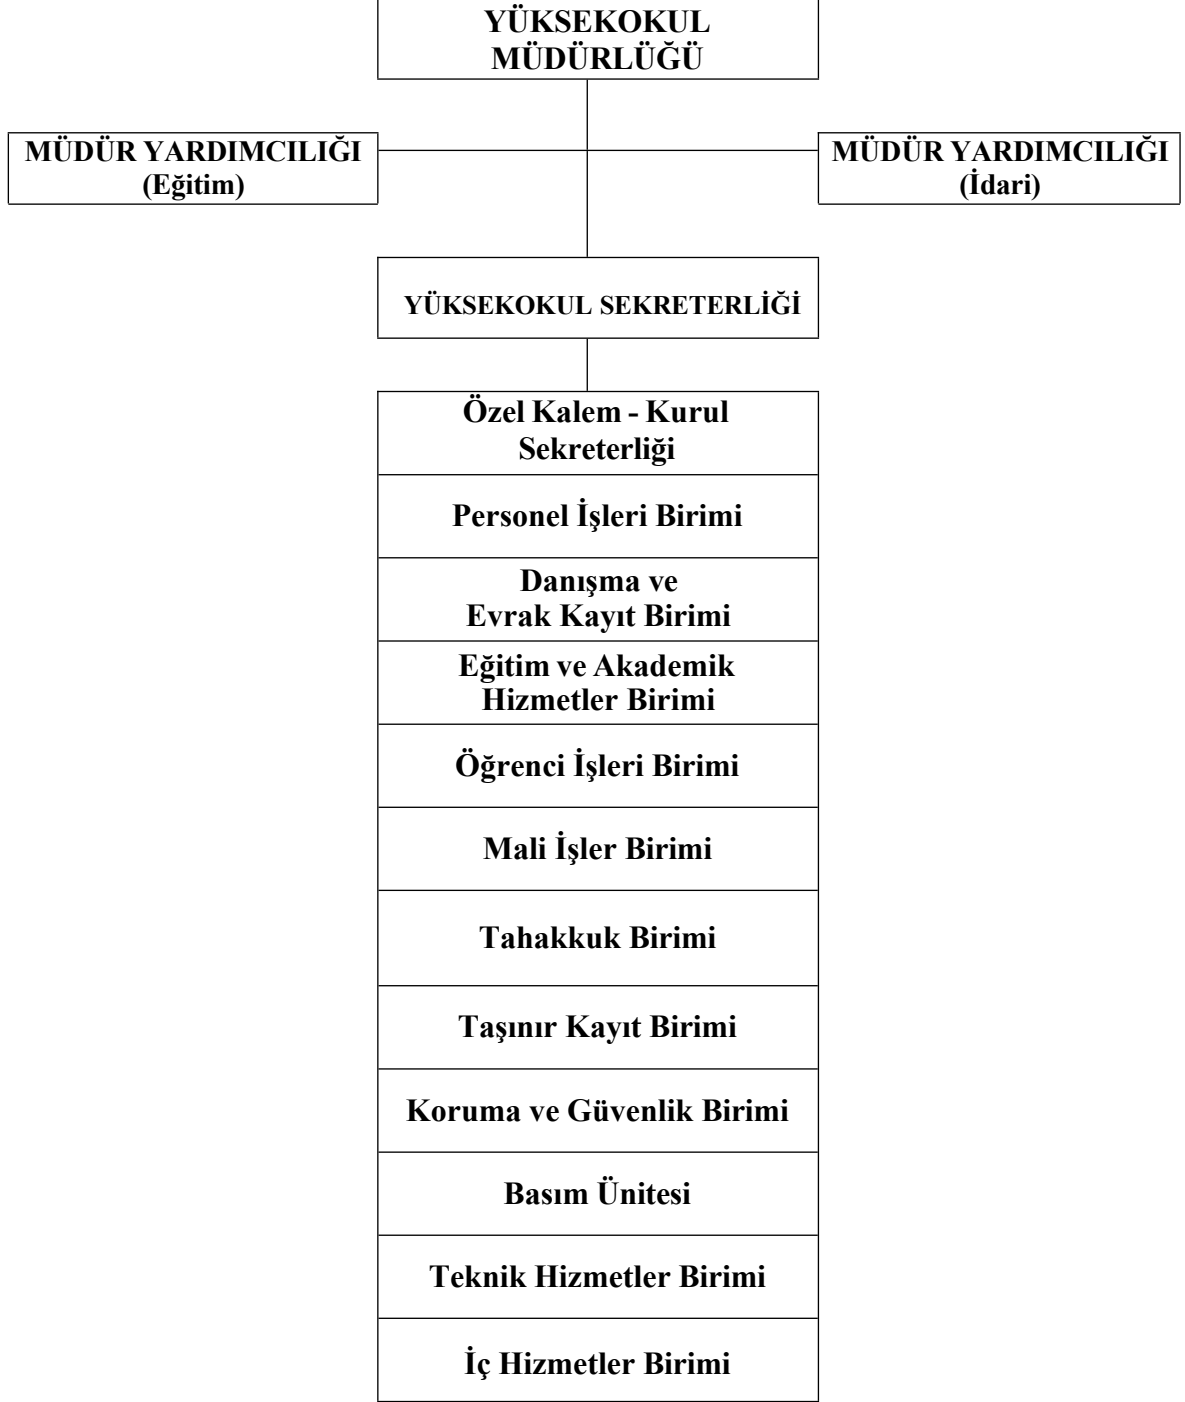 YÜKSEKOKUL
MÜDÜRLÜĞÜ
MÜDÜR YARDIMCILIĞI
(Eğitim)
MÜDÜR YARDIMCILIĞI
(İdari)
YÜKSEKOKUL SEKRETERLİĞİ
Özel Kalem - Kurul
Sekreterliği
Personel İşleri Birimi
Danışma ve
Evrak Kayıt Birimi
Eğitim ve Akademik
Hizmetler Birimi
Öğrenci İşleri Birimi
Mali İşler Birimi
Tahakkuk Birimi
Taşınır Kayıt Birimi
Koruma ve Güvenlik Birimi
Basım Ünitesi
Teknik Hizmetler Birimi
İç Hizmetler Birimi